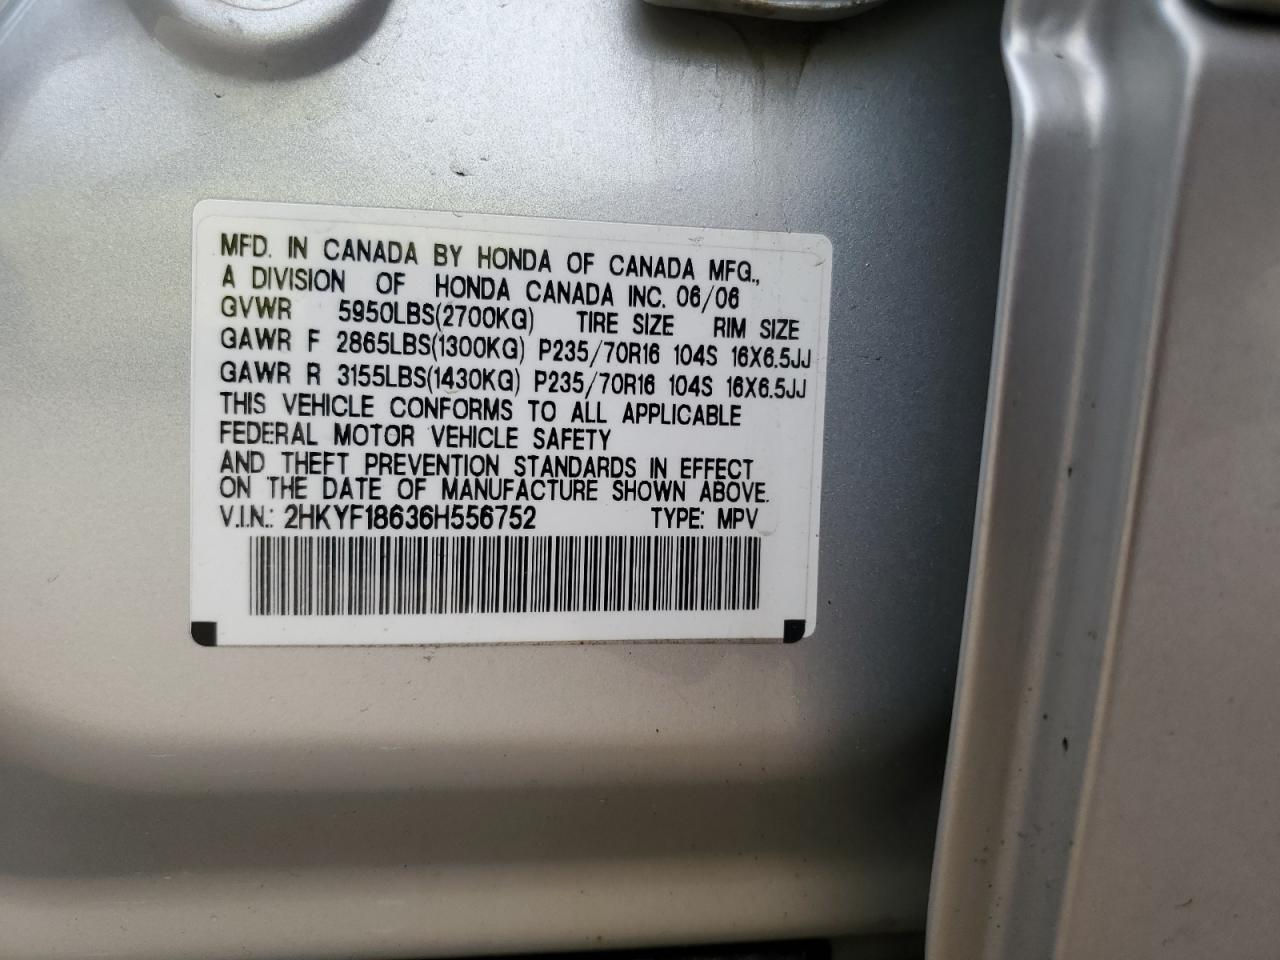 MFD. IN CANADA BY HONDA OF CANADA MFG.,
A DIVISION OF HONDA CANADA INC. 06/06
GVWR 5950LBS(2700KG) TIRE SIZE RIM SIZE
GAWR F 2865LBS(1300KG) P235/70R16 104S 16X6.5JJ
GAWR R 3155LBS(1430KG) P235/70R16 104S 16X6.5JJ
THIS VEHICLE CONFORMS TO ALL APPLICABLE
FEDERAL MOTOR VEHICLE SAFETY
AND THEFT PREVENTION STANDARDS IN EFFECT
ON THE DATE OF MANUFACTURE SHOWN ABOVE.
V.I.N.: 2HKYF18636H556752 TYPE: MPV